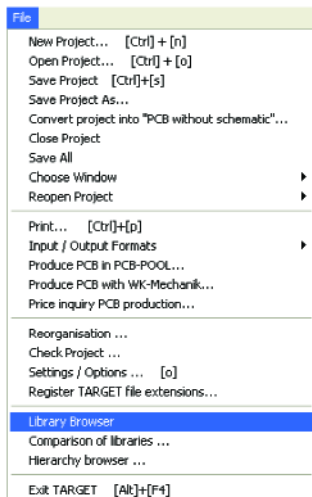 File
New Project... [Ctrl] + [n]
Open Project... [Ctrl] + [o]
Save Project [Ctrl]+[s]
Save Project As...
Convert project into "PCB without schematic"...
Close Project
Save All
Choose Window
Reopen Project
Print... [Ctrl]+[p]
Input / Output Formats
Produce PCB in PCB-POOL...
Produce PCB with WK-Mechanik...
Price inquiry PCB production...
Reorganisation ...
Check Project ...
Settings / Options ... [o]
Register TARGET file extensions...
Library Browser
Comparison of libraries ...
Hierarchy browser ...
Exit TARGET [Alt]+[F4]